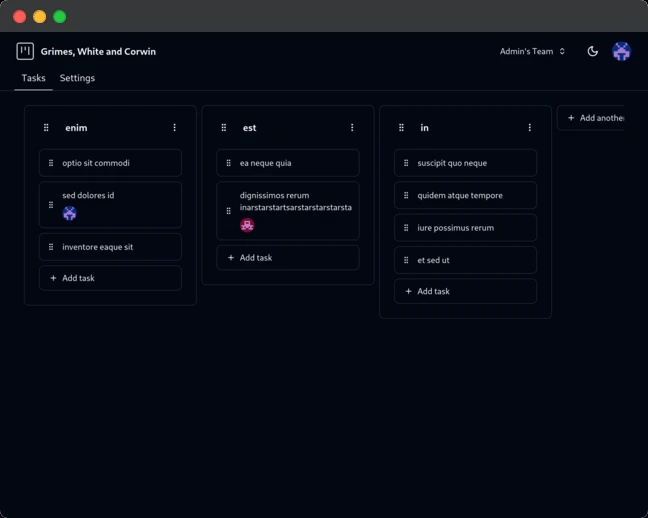 Grimes, White and Corwin
Admin's Team
Tasks
Settings
enim
optio sit commodi
sed dolores id
inventore eaque sit
+ Add task
est
ea neque quia
dignissimos rerum
inarstarstartsarstarstarstarsta
+ Add task
in
suscipit quo neque
quidem atque tempore
iure possimus rerum
et sed ut
+ Add task
+ Add another